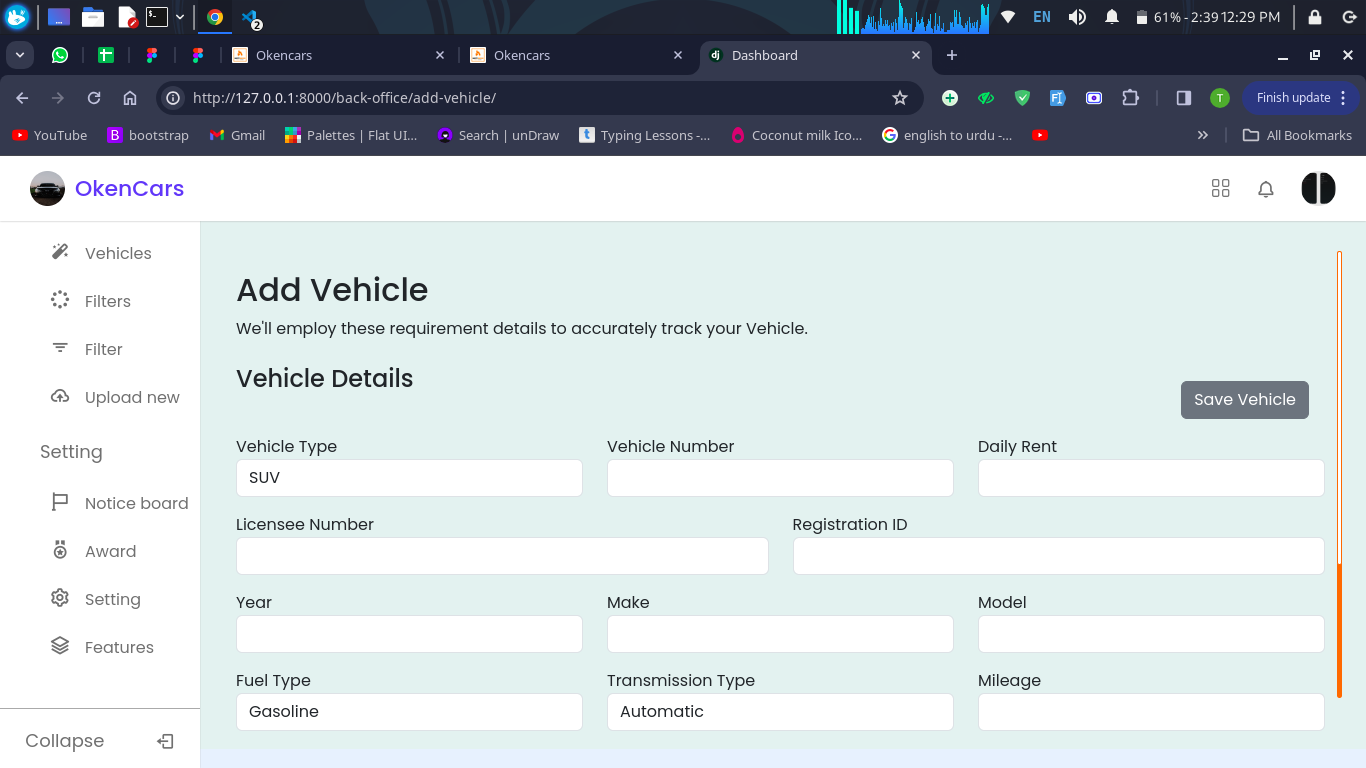 2
EN
61% - 2:39 12:29 PM
Okencars
Okencars
dj
Dashboard
http://127.0.0.1:8000/back-office/add-vehicle/
T
Finish update
YouTube
B
bootstrap
Gmail
Palettes | Flat UI...
Search | unDraw
t
Typing Lessons -...
Coconut milk Ico...
english to urdu -...
All Bookmarks
OkenCars
Vehicles
Filters
Filter
Upload new
Setting
Notice board
Award
Setting
Features
Collapse
Add Vehicle
We'll employ these requirement details to accurately track your Vehicle.
Vehicle Details
Save Vehicle
Vehicle Type
Vehicle Number
Daily Rent
SUV
Licensee Number
Registration ID
Year
Make
Model
Fuel Type
Transmission Type
Mileage
Gasoline
Automatic